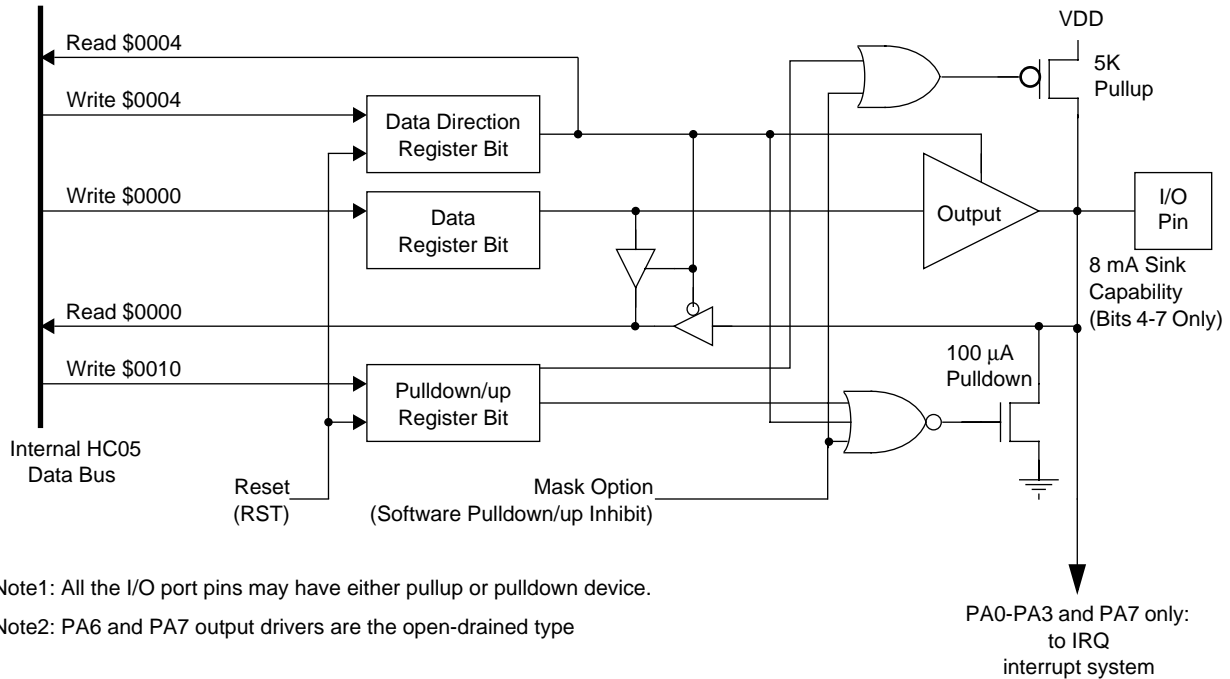 VDD
Read $0004
5K
Pullup
Write $0004
Data Direction
Register Bit
Write $0000
Data
Register Bit
Output
I/O
Pin
8 mA Sink
Capability
(Bits 4-7 Only)
Read $0000
100 μA
Pulldown
Write $0010
Pulldown/up
Register Bit
Internal HC05
Data Bus
Reset
(RST)
Mask Option
(Software Pulldown/up Inhibit)
Note1: All the I/O port pins may have either pullup or pulldown device.
Note2: PA6 and PA7 output drivers are the open-drained type
PA0-PA3 and PA7 only:
to IRQ
interrupt system